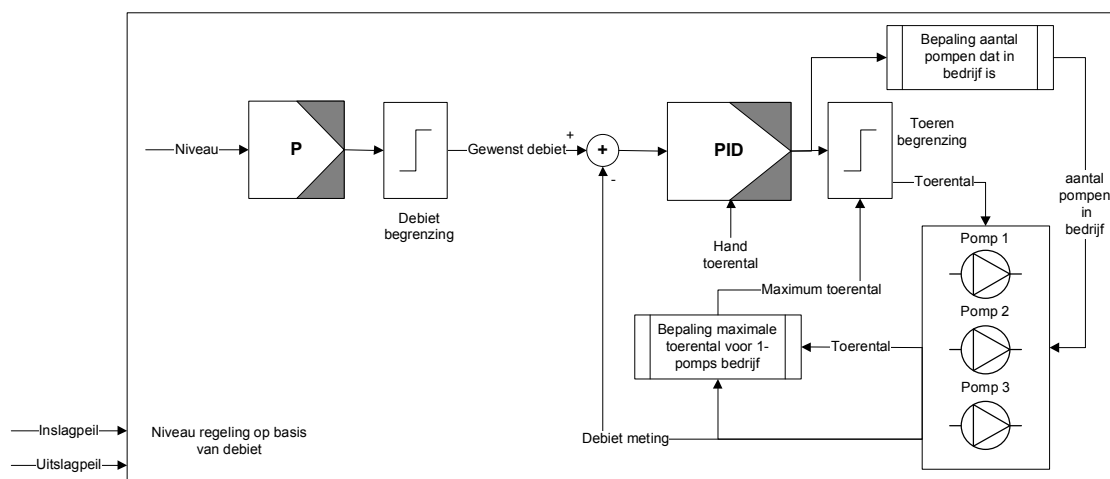 Bepaling aantal
pompen dat in
bedrijf is
Toeren
begrenzing
Niveau
P
Gewenst debiet
+
+
-
PID
Toerental
aantal
pompen
in
bedrijf
Debiet
begrenzing
Hand
toerental
Maximum toerental
Pomp 1
Pomp 2
Pomp 3
Bepaling maximale
toerental voor 1-
pomps bedrijf
Toerental
Debiet meting
Inslagpeil
Uitslagpeil
Niveau regeling op basis
van debiet